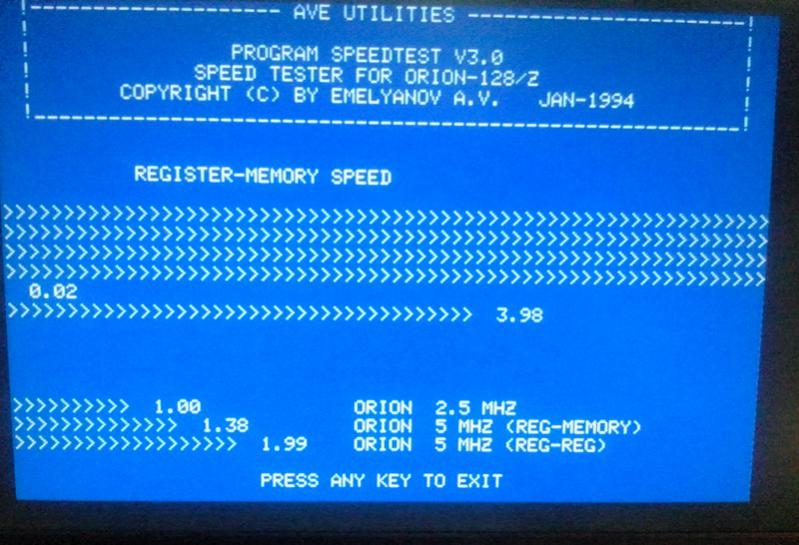 AVE UTILITIES
PROGRAM SPEEDTEST V3.0
SPEED TESTER FOR ORION-128/Z
COPYRIGHT (C) BY EMELYANOV A.V. JAN-1994
REGISTER-MEMORY SPEED
>>>>>>>>>>>>>>>>>>>>>>>>>>>>>>>>>>>>>>>>>>>>>>>>>>>>>>>>>>>>>>>>
>>>>>>>>>>>>>>>>>>>>>>>>>>>>>>>>>>>>>>>>>>>>>>>>>>>>>>>>>>>>>>>>
>>>>>>>>>>>>>>>>>>>>>>>>>>>>>>>>>>>>>>>>>>>>>>>>>>>>>>>>>>>>>>>>
>>>>>>>>>>>>>>>>>>>>>>>>>>>>>>>>>>>>>>>>>>>>>>>>>>>>>>>>>>>>>>>>
0.02
>>>>>>>>>>>>>>>>>>>>>>>>>>>>>>>>>>>>>>>> 3.98
>>>>>>>>>> 1.00 ORION 2.5 MHZ
>>>>>>>>>>>>>> 1.38 ORION 5 MHZ (REG-MEMORY)
>>>>>>>>>>>>>>>>>>> 1.99 ORION 5 MHZ (REG-REG)
PRESS ANY KEY TO EXIT